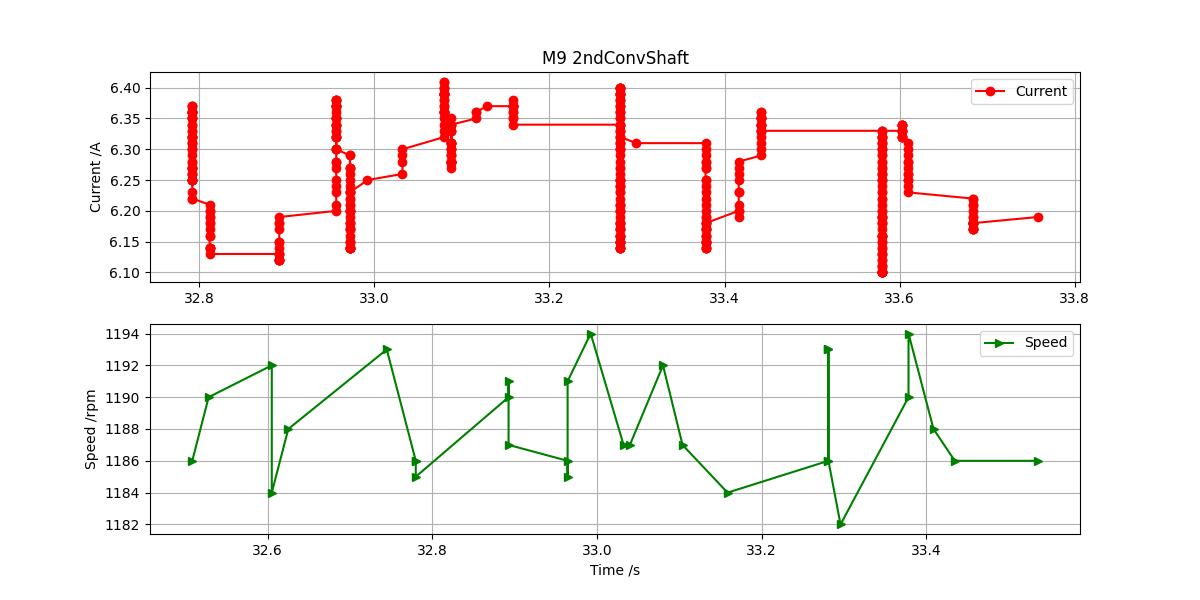 M9 2ndConvShaft
Current /A
6.40
6.35
6.30
6.25
6.20
6.15
6.10
Current
32.8 33.0 33.2 33.4 33.6 33.8
Speed /rpm
1194
1192
1190
1188
1186
1184
1182
Speed
32.6 32.8 33.0 33.2 33.4
Time /s